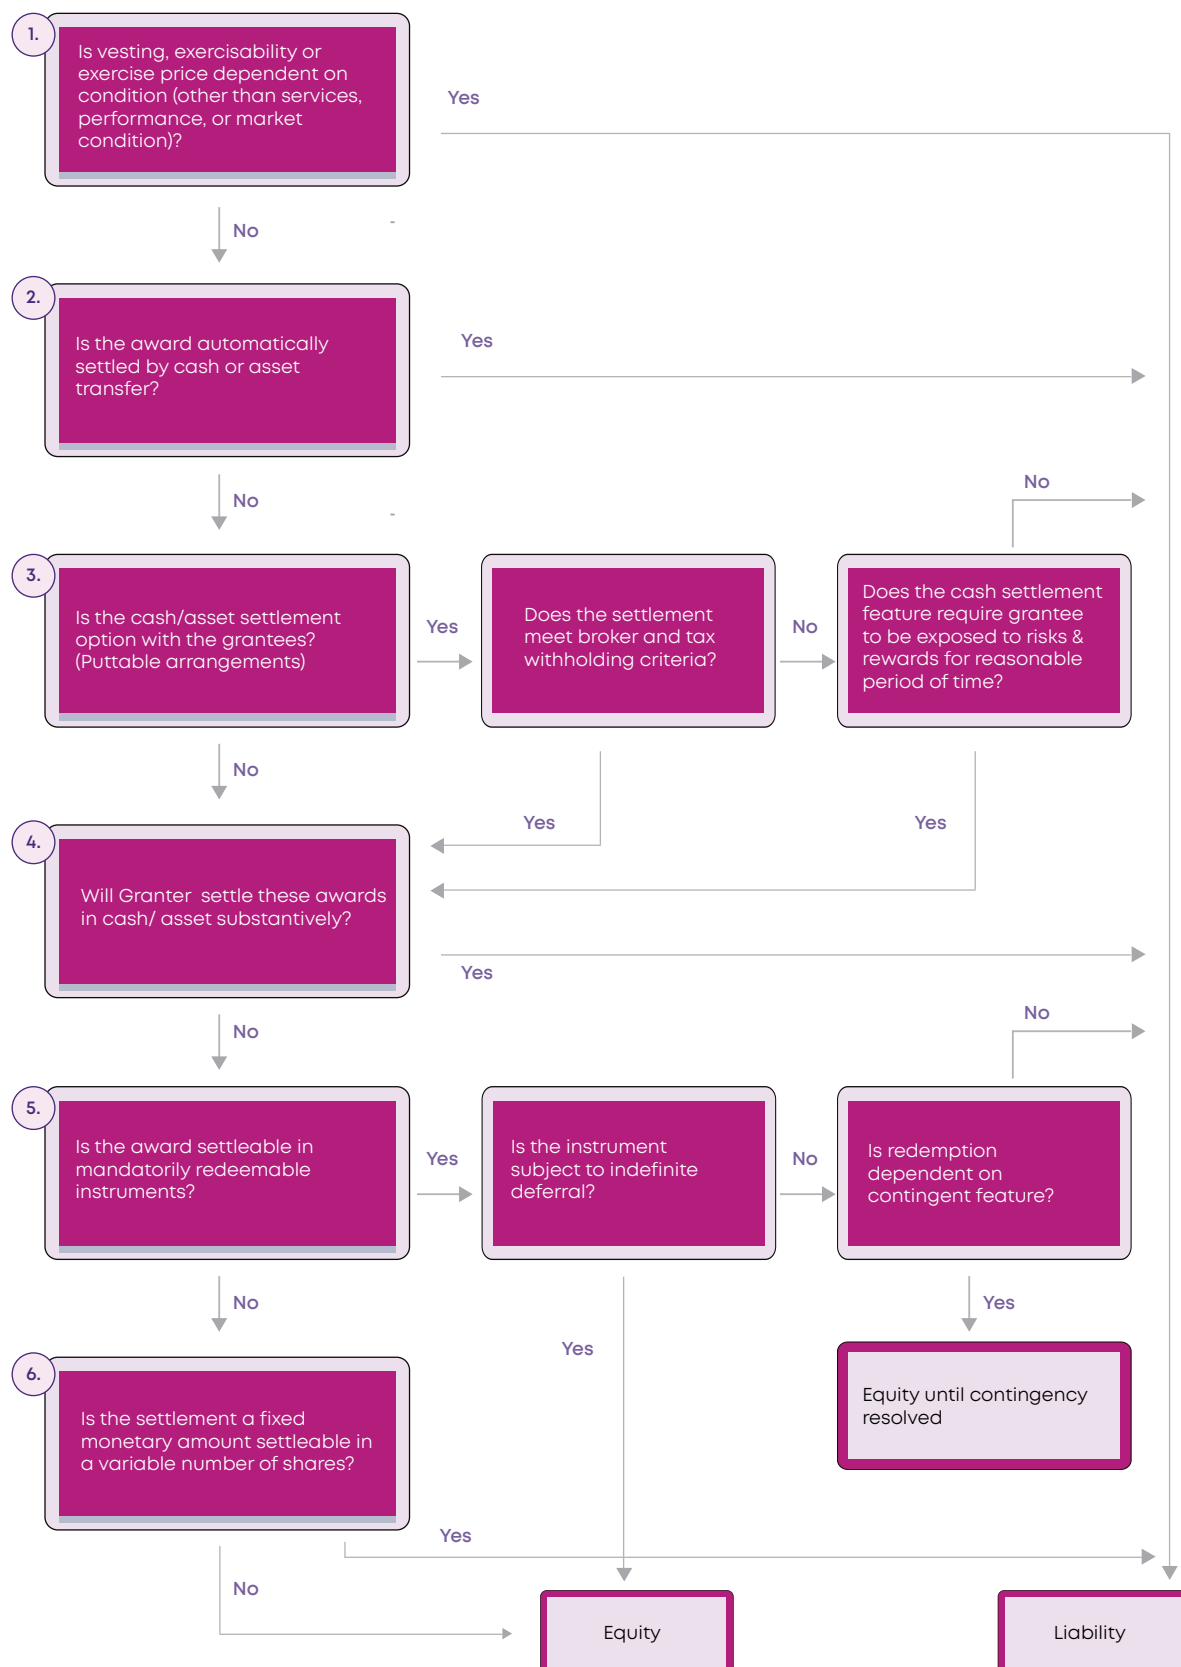 1.
Is vesting, exercisability or
exercise price dependent on
condition (other than services,
performance, or market
condition)?
Yes
No
-
2.
Is the award automatically
settled by cash or asset
transfer?
Yes
No
-
No
3.
Is the cash/asset settlement
option with the grantees?
(Puttable arrangements)
Yes
Does the settlement
meet broker and tax
withholding criteria?
No
Does the cash settlement
feature require grantee
to be exposed to risks &
rewards for reasonable
period of time?
No
Yes
Yes
4.
Will Granter settle these awards
in cash/ asset substantively?
Yes
No
No
5.
Is the award settleable in
mandatorily redeemable
instruments?
Yes
Is the instrument
subject to indefinite
deferral?
No
Is redemption
dependent on
contingent feature?
No
Yes
Yes
Equity until contingency
resolved
6.
Is the settlement a fixed
monetary amount settleable in
a variable number of shares?
Yes
No
Equity
Liability